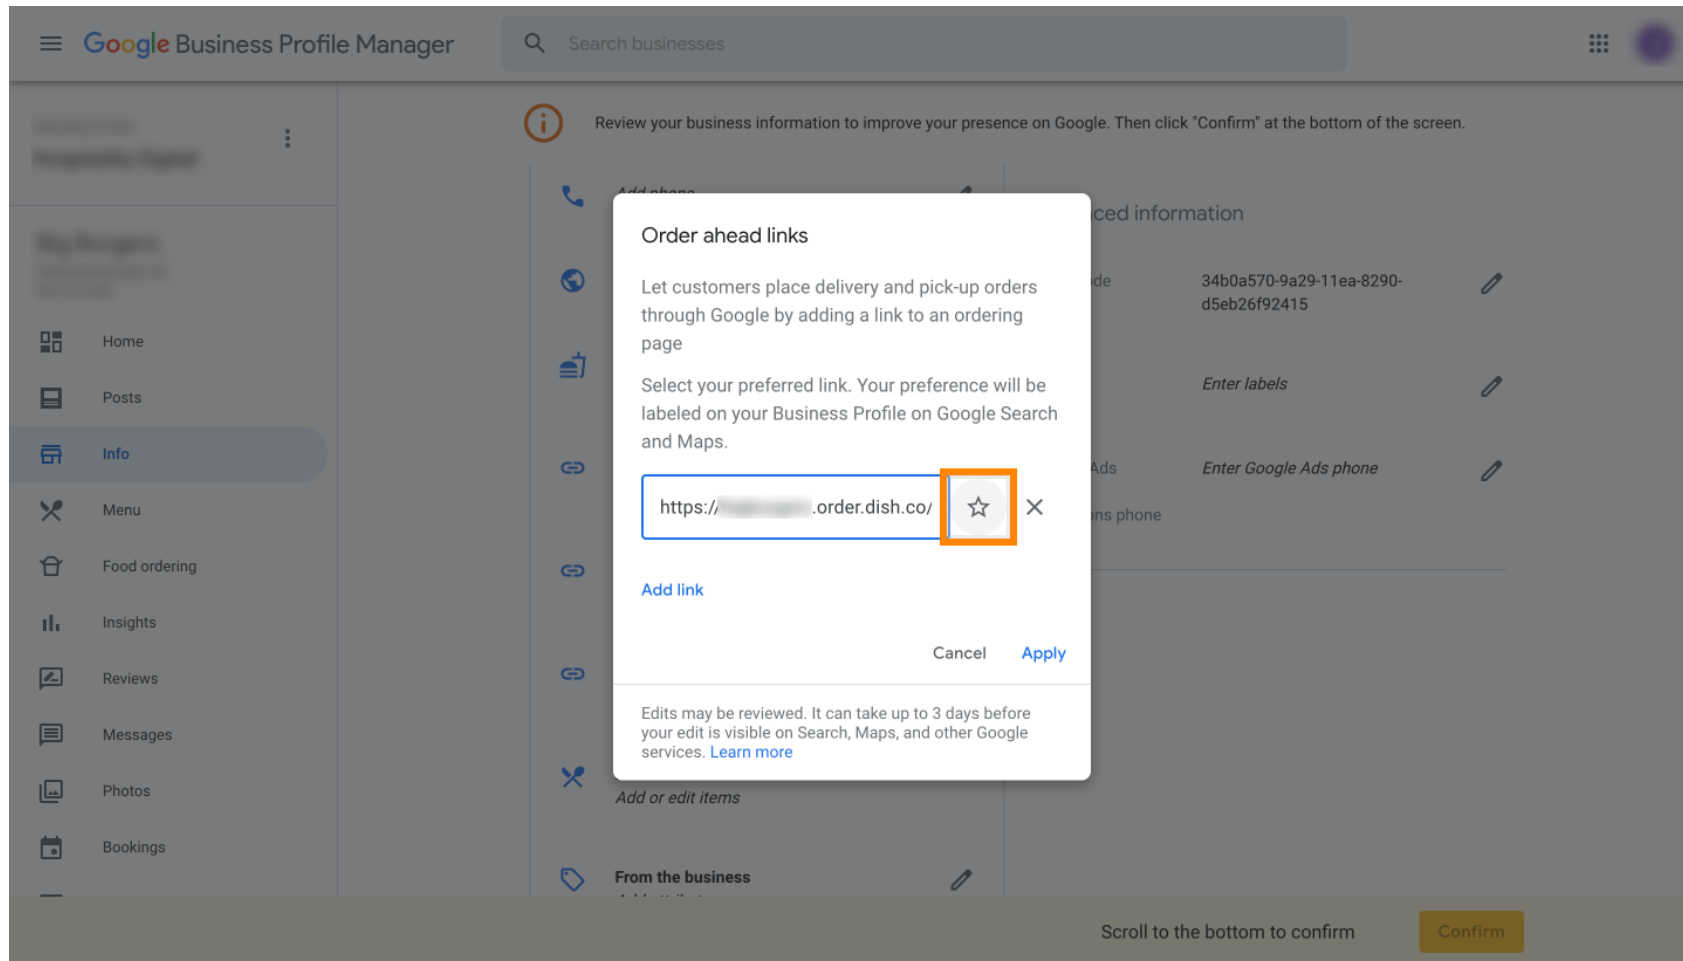 Google Business Profile Manager
Search businesses
Review your business information to improve your presence on Google. Then click "Confirm" at the bottom of the screen.
Home
Posts
Info
Menu
Food ordering
Insights
Reviews
Messages
Photos
Bookings
Add phone
Order ahead links
Let customers place delivery and pick-up orders
through Google by adding a link to an ordering
page
Select your preferred link. Your preference will be
labeled on your Business Profile on Google Search
and Maps.
https://
.order.dish.co/
Add link
Cancel
Apply
Edits may be reviewed. It can take up to 3 days before
your edit is visible on Search, Maps, and other Google
services. Learn more
Add or edit items
From the business
information
34b0a570-9a29-11ea-8290-
d5eb26f92415
Enter labels
Ads
Enter Google Ads phone
phone
Scroll to the bottom to confirm
Confirm